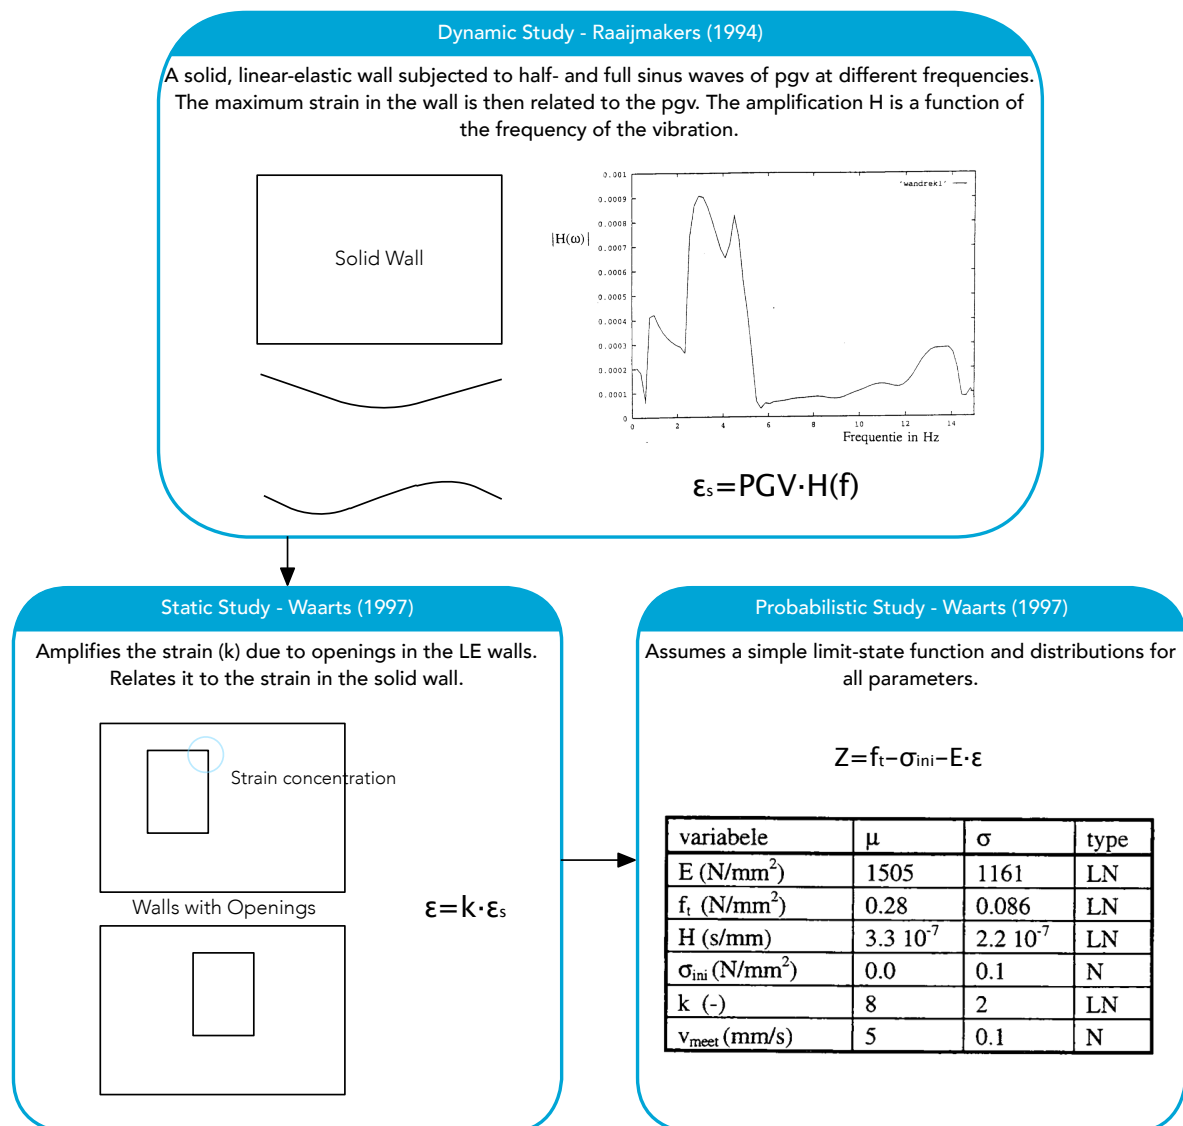 Dynamic Study - Raaijmakers (1994)
A solid, linear-elastic wall subjected to half- and full sinus waves of pgv at different frequencies.
The maximum strain in the wall is then related to the pgv. The amplification H is a function of
the frequency of the vibration.
Solid Wall
'wandrek1'
|H(ω)|
0.001
0.0009
0.0008
0.0007
0.0006
0.0005
0.0004
0.0003
0.0002
0.0001
0
0 2 4 6 8 10 12 14
Frequentie in Hz
εs=PGV·H(f)
Static Study - Waarts (1997)
Amplifies the strain (k) due to openings in the LE walls.
Relates it to the strain in the solid wall.
Strain concentration
Walls with Openings
ε=k·εs
Probabilistic Study - Waarts (1997)
Assumes a simple limit-state function and distributions for
all parameters.
Z=ft−σini−E·ε
variabele μ σ type
E (N/mm²) 1505 1161 LN
ft (N/mm²) 0.28 0.086 LN
H (s/mm) 3.3 10⁻⁷ 2.2 10⁻⁷ LN
σini (N/mm²) 0.0 0.1 N
k (-) 8 2 LN
vmeet (mm/s) 5 0.1 N